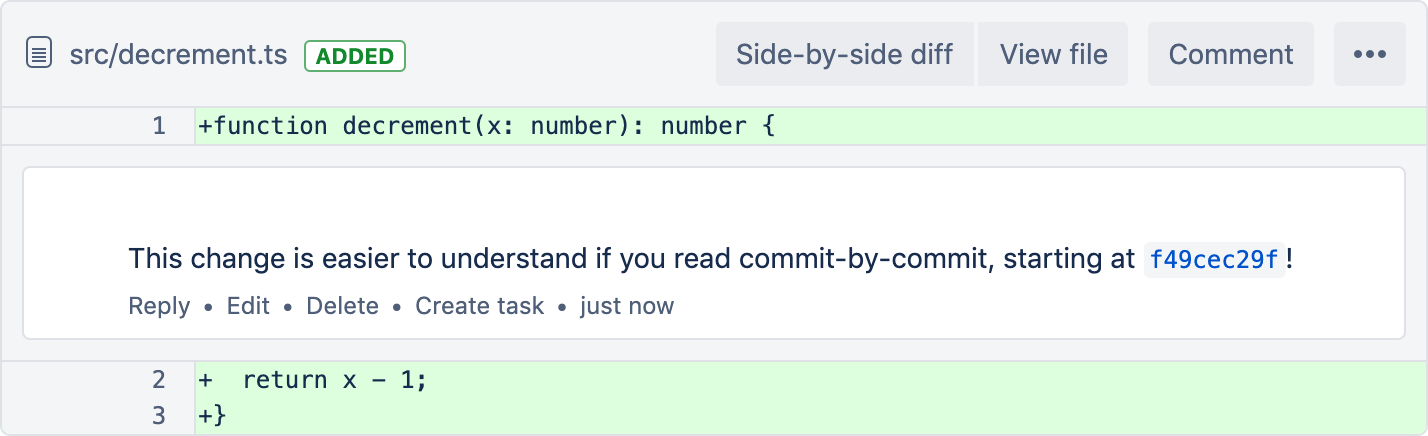 src/decrement.ts ADDED Side-by-side diff View file Comment •••
1 +function decrement(x: number): number {
This change is easier to understand if you read commit-by-commit, starting at f49cec29f!
Reply • Edit • Delete • Create task • just now
2 +  return x – 1;
3 +}